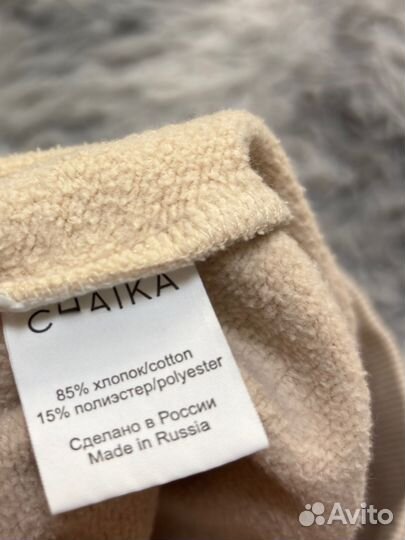 CHAIKA
85% хлопок/cotton
15% полиэстер/polyester
Сделано в России
Made in Russia
Avito